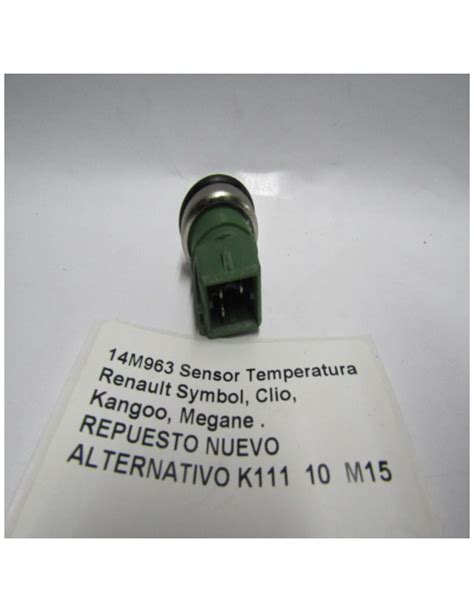 14M963 Sensor Temperatura
Renault Symbol, Clio,
Kangoo, Megane .
REPUESTO NUEVO
ALTERNATIVO K111 10 M15